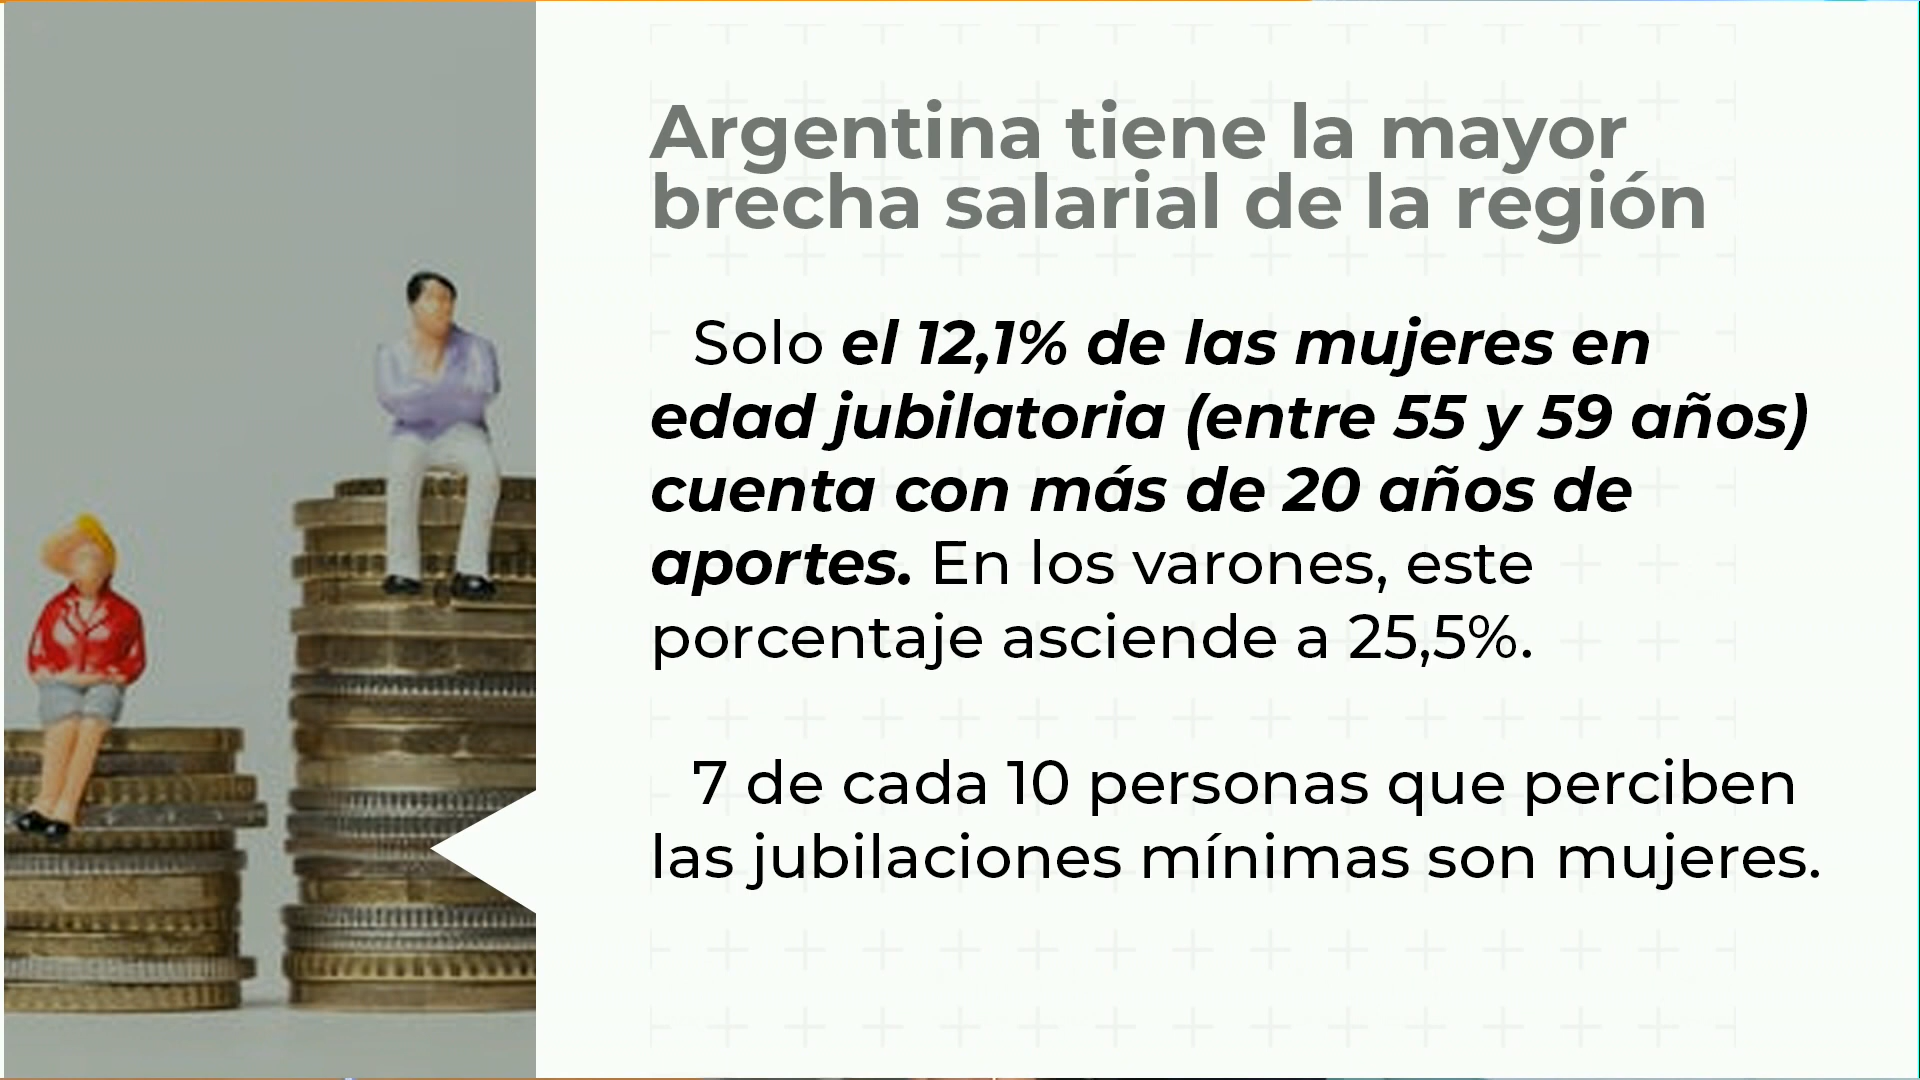 Argentina tiene la mayor
brecha salarial de la región
Solo el 12,1% de las mujeres en
edad jubilatoria (entre 55 y 59 años)
cuenta con más de 20 años de
aportes. En los varones, este
porcentaje asciende a 25,5%.
7 de cada 10 personas que perciben
las jubilaciones mínimas son mujeres.